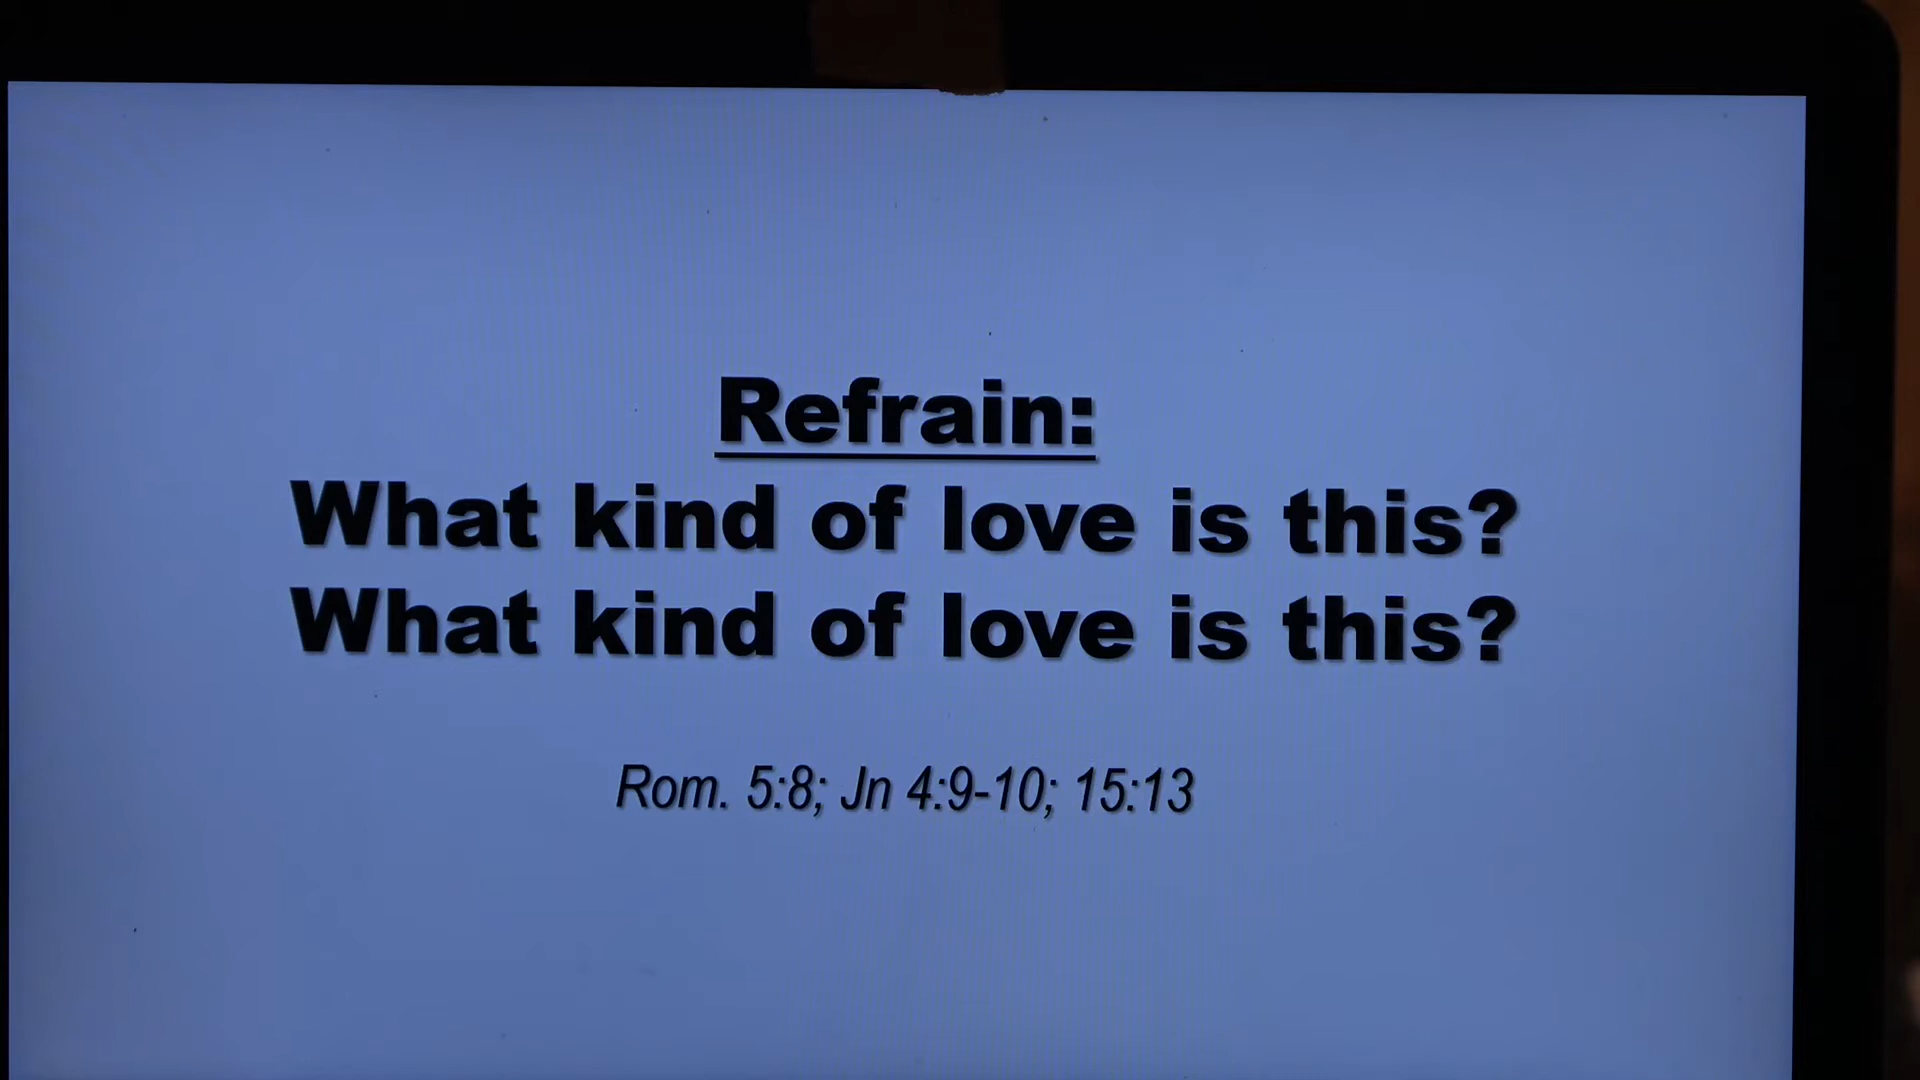 Refrain:
What kind of love is this?
What kind of love is this?
Rom. 5:8; Jn 4:9-10; 15:13